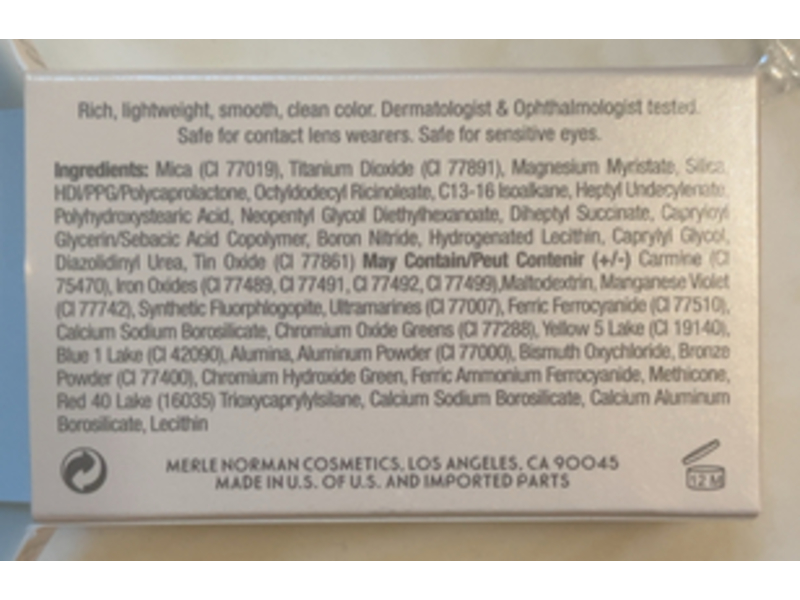 Rich, lightweight, smooth, clean color. Dermatologist & Ophthalmologist tested.
Safe for contact lens wearers. Safe for sensitive eyes.
Ingredients: Mica (CI 77019), Titanium Dioxide (CI 77891), Magnesium Myristate, Silica,
HDI/PPG/Polycaprolactone, Octyldodecyl Ricinoleate, C13-16 Isoalkane, Heptyl Undecylenate,
Polyhydroxystearic Acid, Neopentyl Glycol Diethylhexanoate, Diheptyl Succinate, Capryloyl
Glycerin/Sebacic Acid Copolymer, Boron Nitride, Hydrogenated Lecithin, Caprylyl Glycol,
Diazolidinyl Urea, Tin Oxide (CI 77861) May Contain/Peut Contenir (+/-) Carmine (CI
75470), Iron Oxides (CI 77489, CI 77491, CI 77492, CI 77499),Maltodextrin, Manganese Violet
(CI 77742), Synthetic Fluorphlogopite, Ultramarines (CI 77007), Ferric Ferrocyanide (CI 77510),
Calcium Sodium Borosilicate, Chromium Oxide Greens (CI 77288), Yellow 5 Lake (CI 19140),
Blue 1 Lake (CI 42090), Alumina, Aluminum Powder (CI 77000), Bismuth Oxychloride, Bronze
Powder (CI 77400), Chromium Hydroxide Green, Ferric Ammonium Ferrocyanide, Methicone,
Red 40 Lake (16035) Trioxycaprylylsilane, Calcium Sodium Borosilicate, Calcium Aluminum
Borosilicate, Lecithin
MERLE NORMAN COSMETICS, LOS ANGELES, CA 90045
MADE IN U.S. OF U.S. AND IMPORTED PARTS
12 M